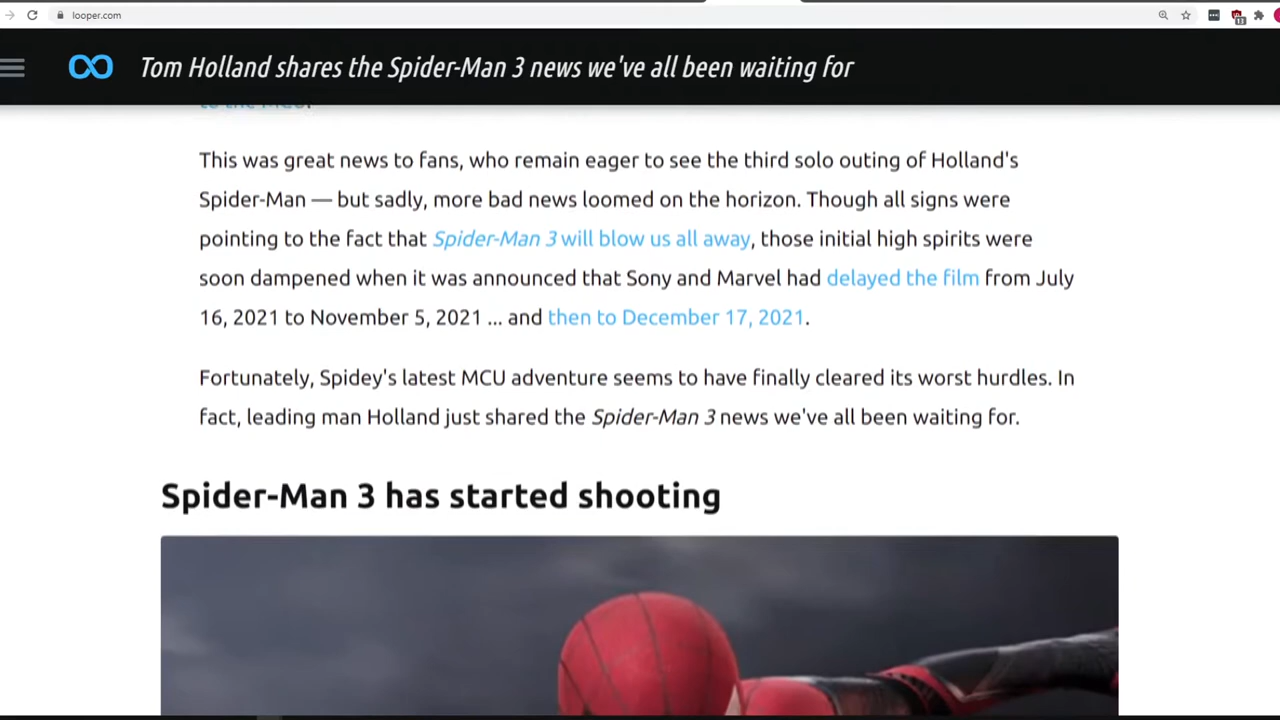 looper.com
13
Tom Holland shares the Spider-Man 3 news we've all been waiting for
to the MCU.
This was great news to fans, who remain eager to see the third solo outing of Holland's
Spider-Man — but sadly, more bad news loomed on the horizon. Though all signs were
pointing to the fact that Spider-Man 3 will blow us all away, those initial high spirits were
soon dampened when it was announced that Sony and Marvel had delayed the film from July
16, 2021 to November 5, 2021 ... and then to December 17, 2021.
Fortunately, Spidey's latest MCU adventure seems to have finally cleared its worst hurdles. In
fact, leading man Holland just shared the Spider-Man 3 news we've all been waiting for.
Spider-Man 3 has started shooting